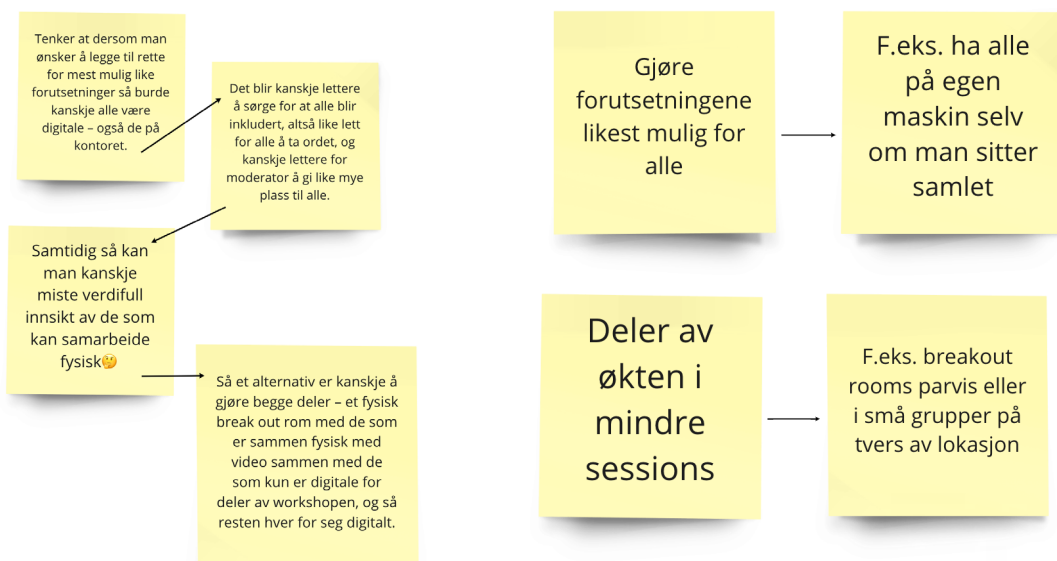 Tenker at dersom man
ønsker å legge til rette
for mest mulig like
forutsetninger så burde
kanskje alle være
digitale – også de på
kontoret.
Det blir kanskje lettere
å sørge for at alle blir
inkludert, altså like lett
for alle å ta ordet, og
kanskje lettere for
moderator å gi like mye
plass til alle.
Samtidig så kan
man kanskje
miste verdifull
innsikt av de som
kan samarbeide
fysisk🤔
Så et alternativ er kanskje å
gjøre begge deler – et fysisk
break out rom med de som
er sammen fysisk med
video sammen med de
som kun er digitale for
deler av workshopen, og så
resten hver for seg digitalt.
Gjøre
forutsetningene
likest mulig for
alle
F.eks. ha alle
på egen
maskin selv
om man sitter
samlet
Deler av
økten i
mindre
sessions
F.eks. breakout
rooms parvis eller
i små grupper på
tvers av lokasjon